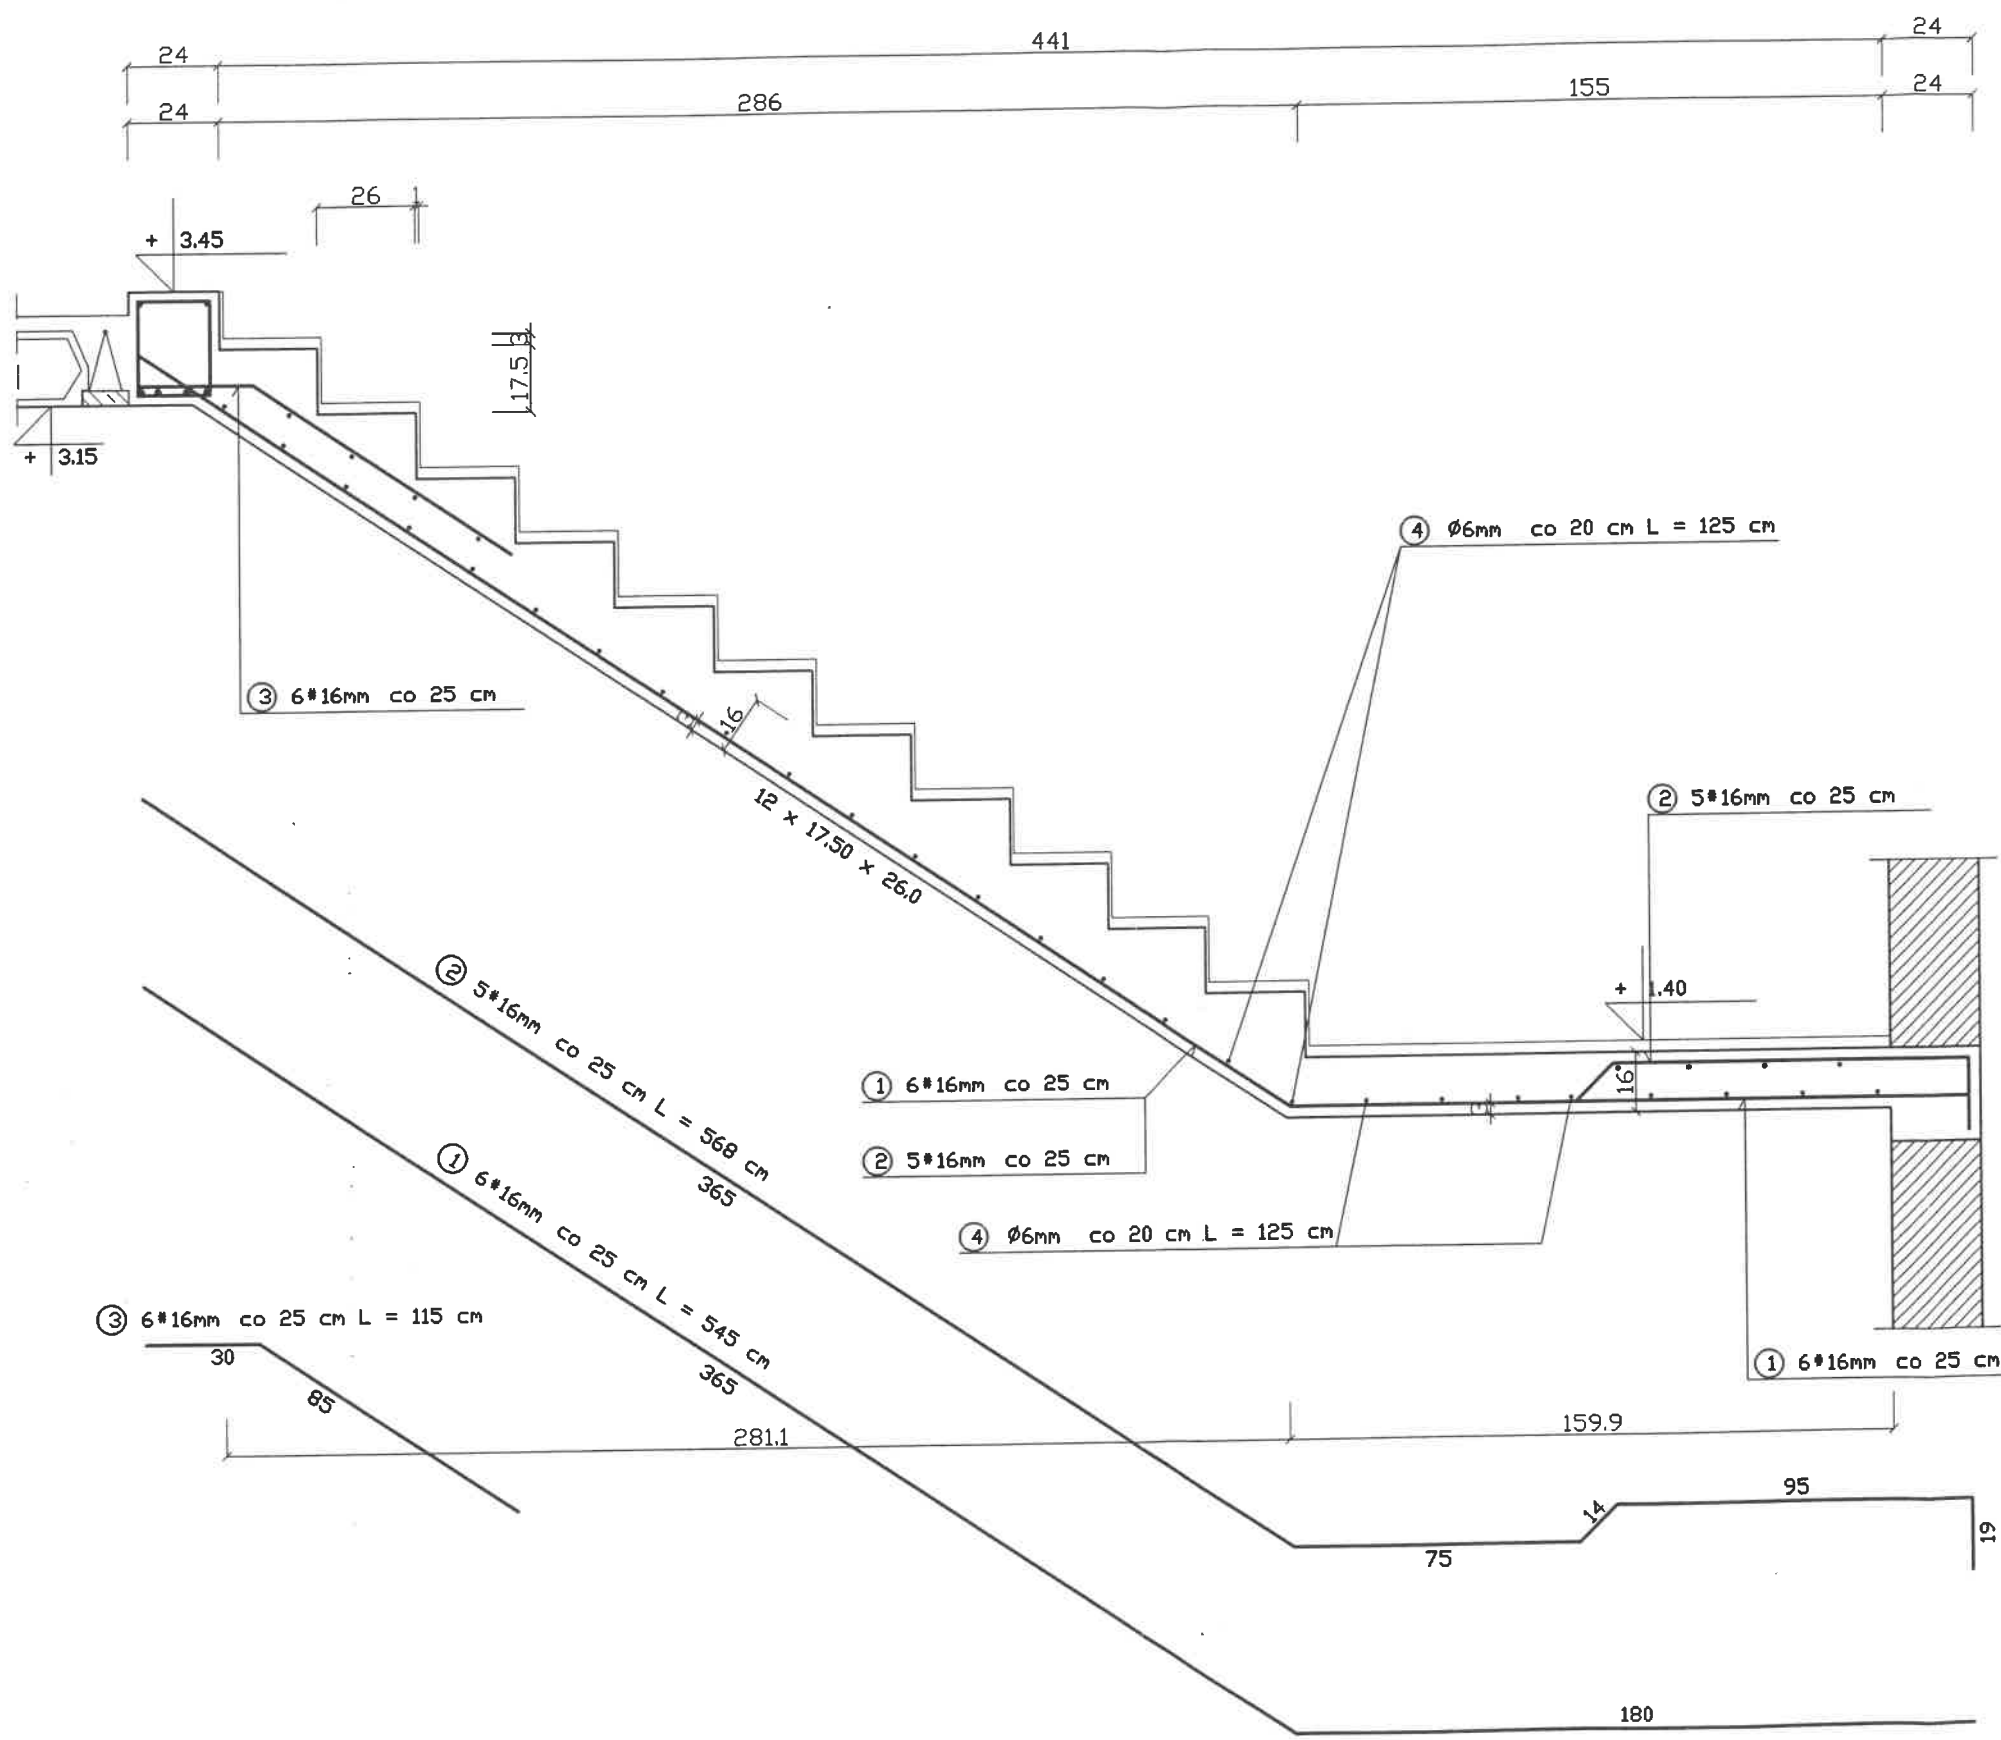 24
441
24
24
286
155
24
26
1
+ 3.45
3
17.5
+ 3.15
④ Ø6mm co 20 cm L = 125 cm
③ 6#16mm co 25 cm
3
16
12 x 17.50 x 26.0
② 5#16mm co 25 cm
+ 1.40
② 5#16mm co 25 cm L = 568 cm
365
① 6#16mm co 25 cm
② 5#16mm co 25 cm
16
3
④ Ø6mm co 20 cm L = 125 cm
① 6#16mm co 25 cm L = 545 cm
365
③ 6#16mm co 25 cm L = 115 cm
30
85
① 6#16mm co 25 cm
281.1
159.9
95
14
19
75
180